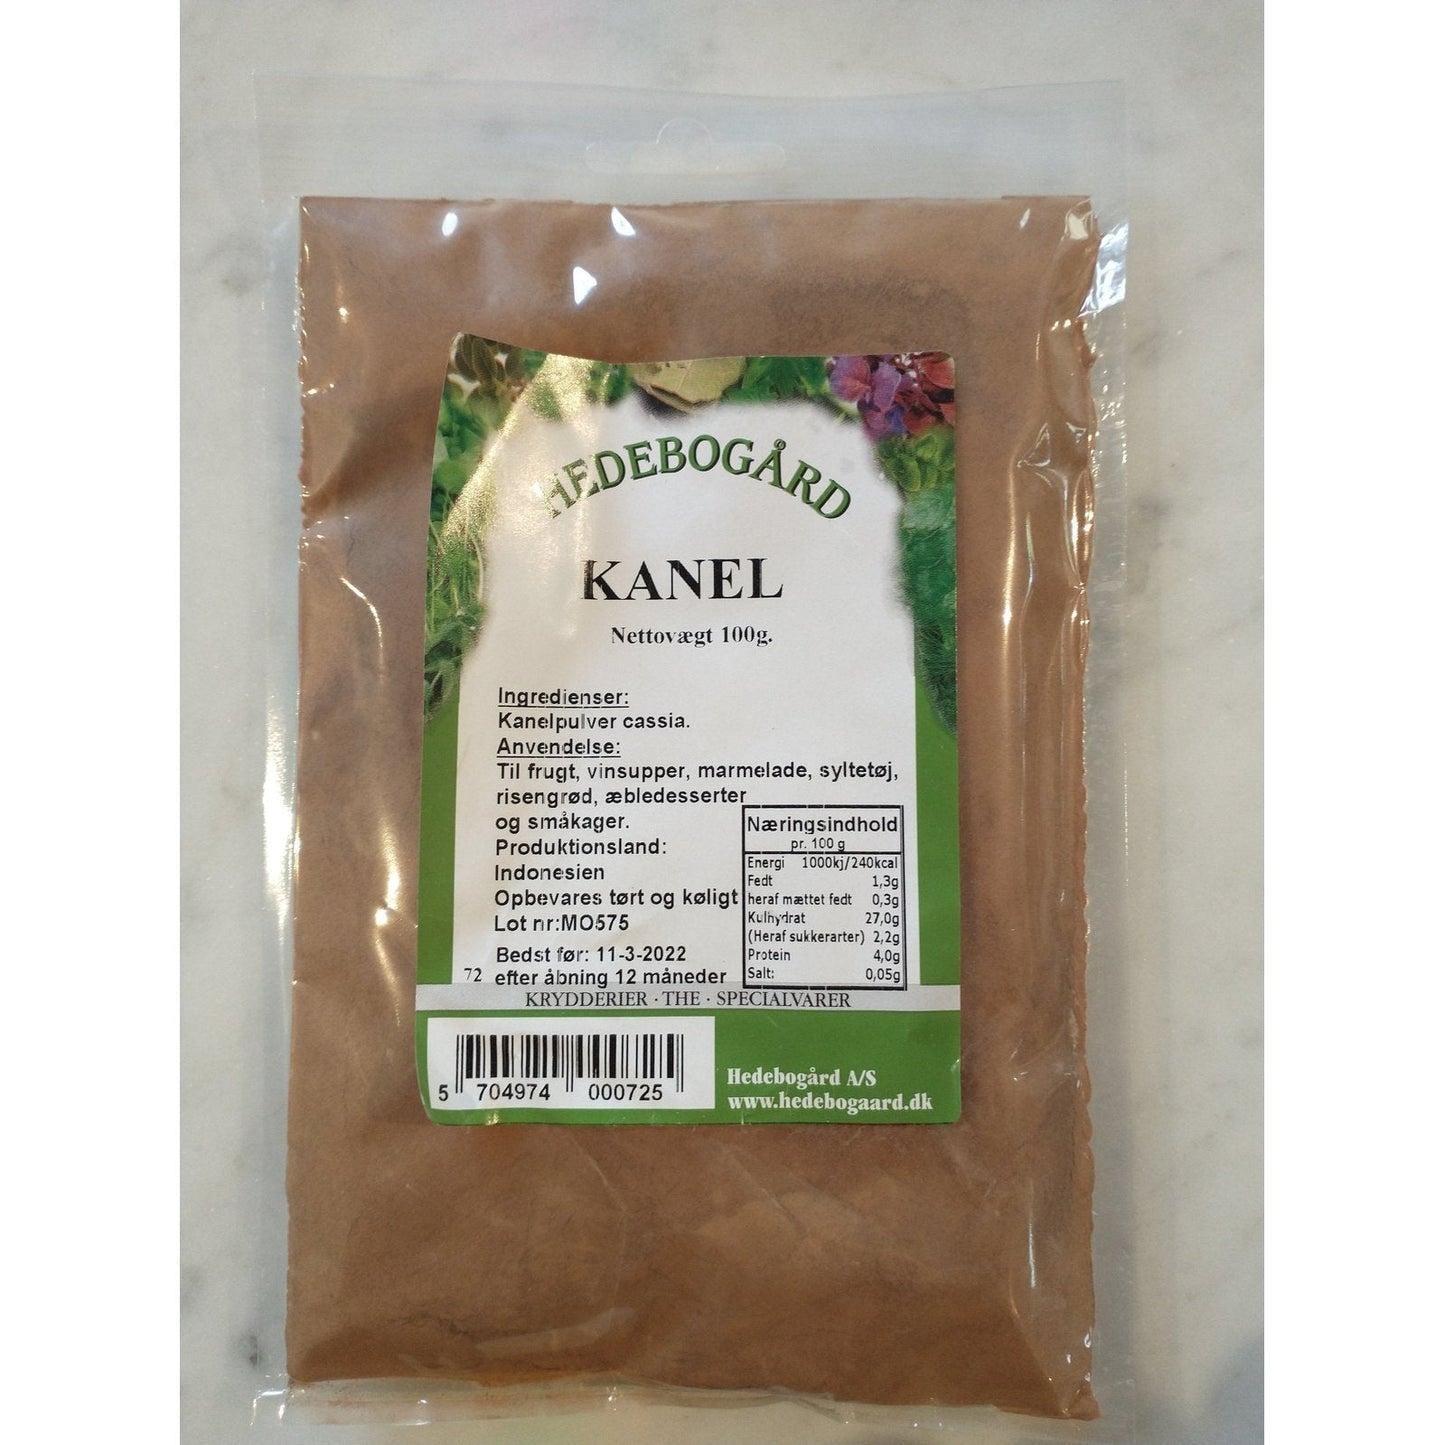 HEDEBOGÅRD
KANEL
Nettovægt 100g.
Ingredienser:
Kanelpulver cassia.
Anvendelse:
Til frugt, vinsupper, marmelade, syltetøj,
risengrød, æbledesserter
og småkager.
Produktionsland:
Indonesien
Opbevares tørt og køligt
Lot nr:MO575
Bedst før: 11-3-2022
72 efter åbning 12 måneder
Næringsindhold
pr. 100 g
Energi 1000kj/240kcal
Fedt 1,3g
heraf mættet fedt 0,3g
Kulhydrat 27,0g
(Heraf sukkerarter) 2,2g
Protein 4,0g
Salt: 0,05g
KRYDDERIER · THE · SPECIALVARER
5 704974 000725
Hedebogård A/S
www.hedebogaard.dk